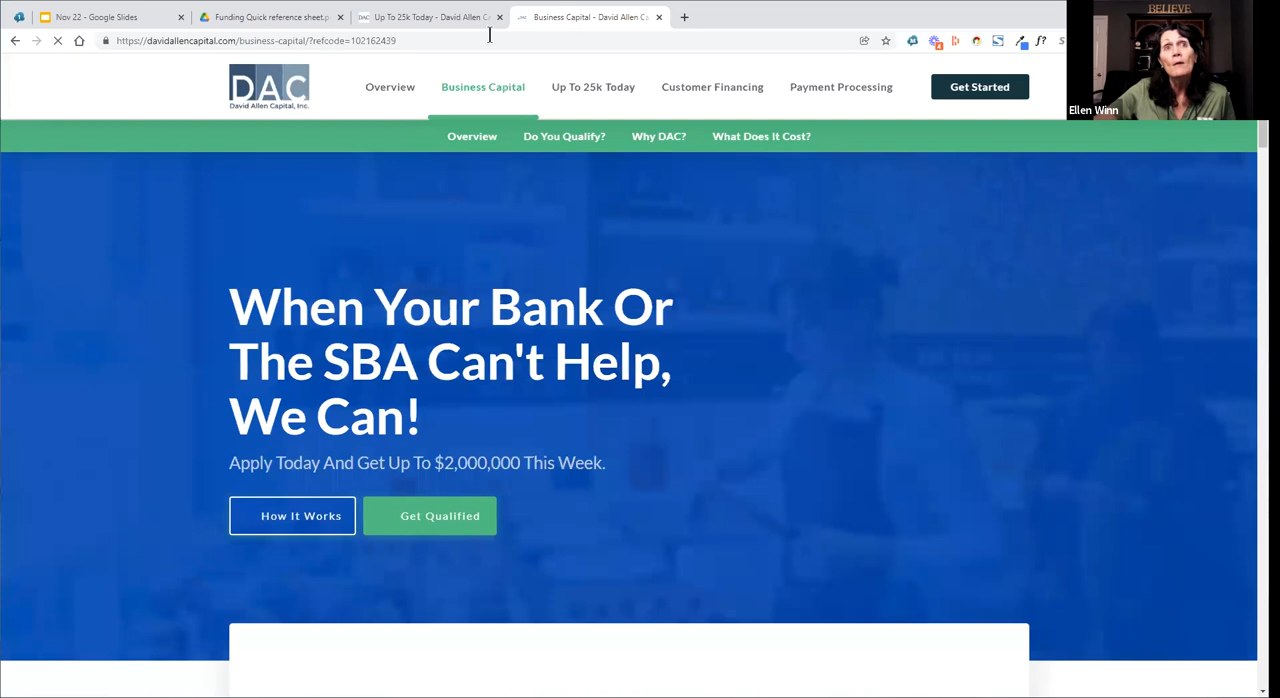 Nov 22 - Google Slides
Funding Quick reference sheet.p
Up To 25k Today - David Allen C
Business Capital - David Allen Ca
https://davidallencapital.com/business-capital/?refcode=102162439
BELIEVE
Ellen Winn
DAC
David Allen Capital, Inc.
Overview
Business Capital
Up To 25k Today
Customer Financing
Payment Processing
Get Started
Overview
Do You Qualify?
Why DAC?
What Does It Cost?
When Your Bank Or
The SBA Can't Help,
We Can!
Apply Today And Get Up To $2,000,000 This Week.
How It Works
Get Qualified